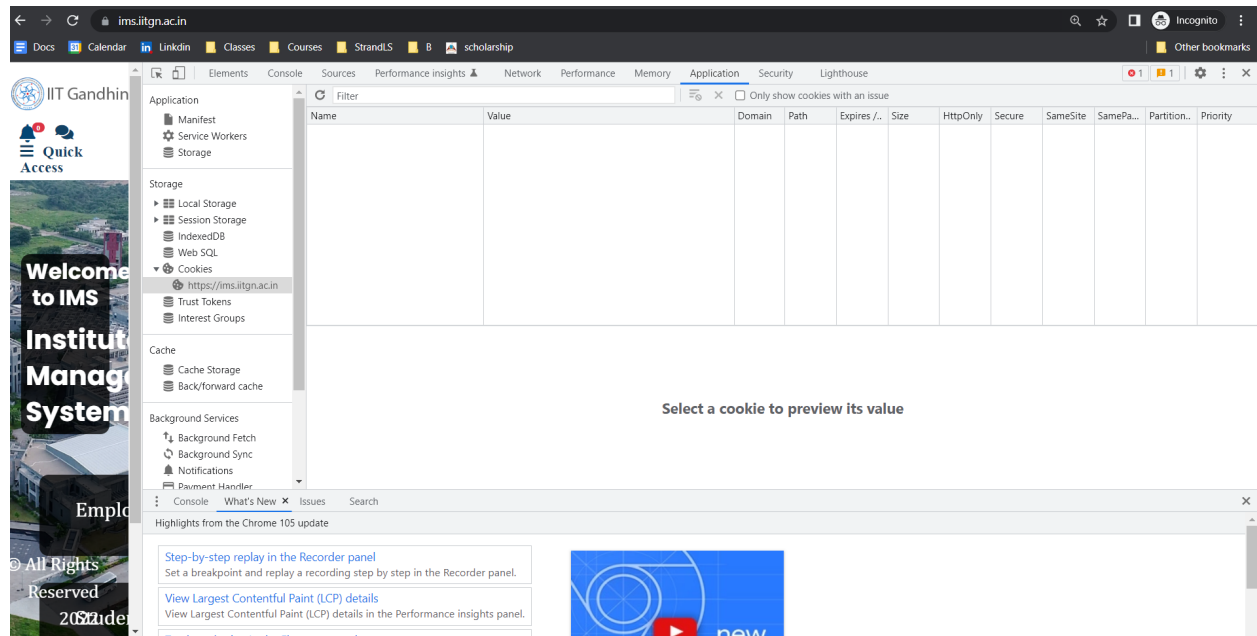 ims.iitgn.ac.in
Incognito
Docs Calendar Linkdin Classes Courses StrandLS B scholarship Other bookmarks
IIT Gandhin
0
Quick
Access
Welcome
to IMS
Institut
Manag
System
Emplo
© All Rights
Reserved
2022
Studen
Elements Console Sources Performance insights Network Performance Memory Application Security Lighthouse 1 1
Application
Manifest
Service Workers
Storage
Storage
Local Storage
Session Storage
IndexedDB
Web SQL
Cookies
https://ims.iitgn.ac.in
Trust Tokens
Interest Groups
Cache
Cache Storage
Back/forward cache
Background Services
Background Fetch
Background Sync
Notifications
Payment Handler
Filter Only show cookies with an issue
Name Value Domain Path Expires /... Size HttpOnly Secure SameSite SamePa... Partition... Priority
Select a cookie to preview its value
Console What's New Issues Search
Highlights from the Chrome 105 update
Step-by-step replay in the Recorder panel
Set a breakpoint and replay a recording step by step in the Recorder panel.
View Largest Contentful Paint (LCP) details
View Largest Contentful Paint (LCP) details in the Performance insights panel.
new